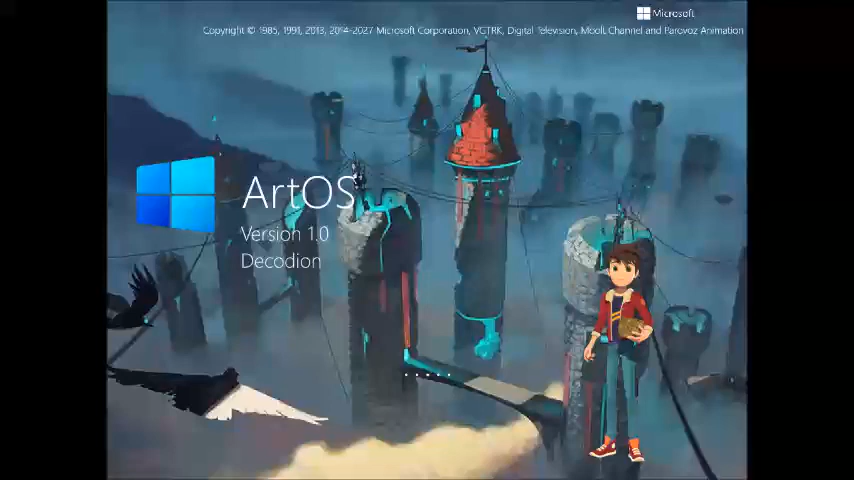 Microsoft
Copyright © 1985, 1991, 2013, 2014-2027 Microsoft Corporation, VGTRK, Digital Television, Mooli Channel and Parovoz Animation
ArtOS
Version 1.0
Decodion